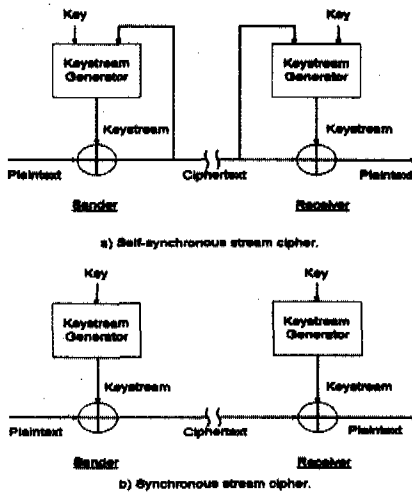 Key Key
Keystream Generator Keystream Generator
Keystream Keystream
Plaintext Ciphertext Plaintext
Sender Receiver
a) Self-synchronous stream cipher.
Key Key
Keystream Generator Keystream Generator
Keystream Keystream
Plaintext Ciphertext Plaintext
Sender Receiver
b) Synchronous stream cipher.